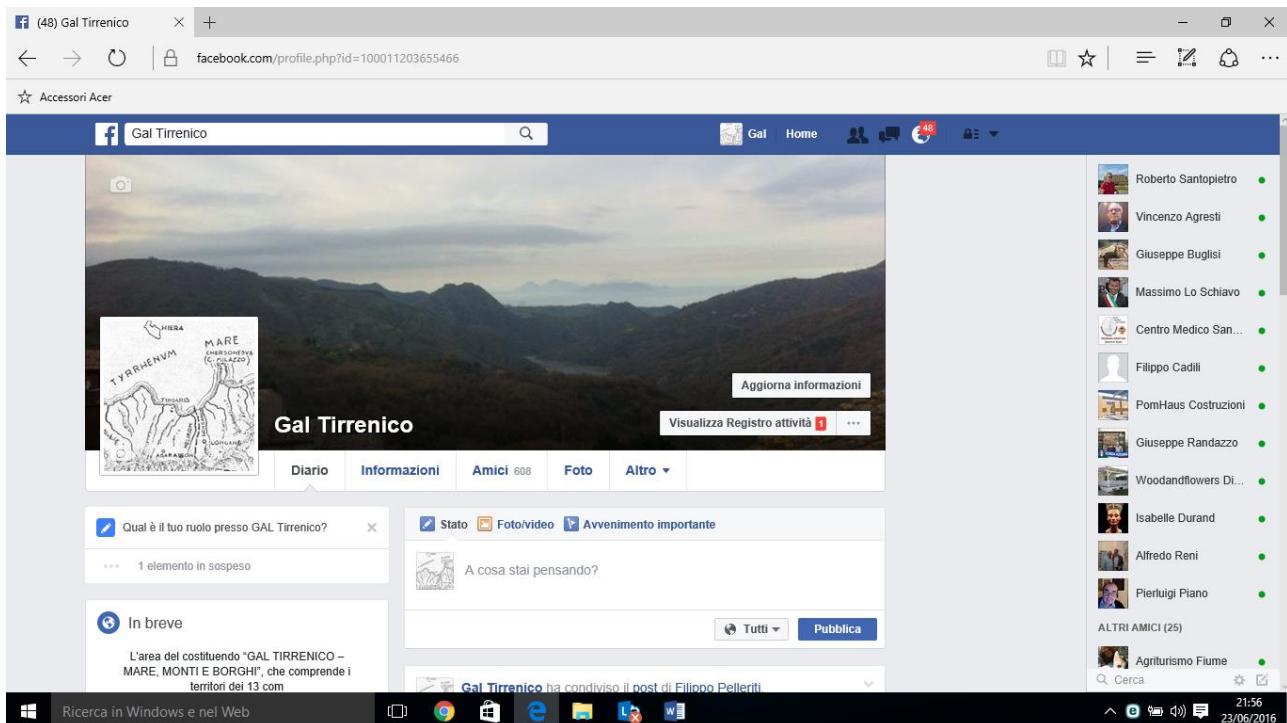 (48) Gal Tirrenico
facebook.com/profile.php?id=100011203655466
Accessori Acer
Gal Tirrenico
Gal
Home
48
HIERA
MARE
TYRRHENVM
CHERSONESVS
(C. MILAZZO)
LONGANE
Gal Tirrenico
Aggiorna informazioni
Visualizza Registro attività 1 ...
Diario Informazioni Amici 608 Foto Altro
Qual è il tuo ruolo presso GAL Tirrenico?
1 elemento in sospeso
In breve
L'area del costituendo “GAL TIRRENICO –
MARE, MONTI E BORGHI”, che comprende i
territori dei 13 com
Stato Foto/video Avvenimento importante
A cosa stai pensando?
Tutti Pubblica
Gal Tirrenico ha condiviso il post di Filippo Pelleriti.
Roberto Santopietro
Vincenzo Agresti
Giuseppe Buglisi
Massimo Lo Schiavo
Centro Medico San...
Filippo Cadili
PomHaus Costruzioni
Giuseppe Randazzo
Woodandflowers Di...
Isabelle Durand
Alfredo Reni
Pierluigi Piano
ALTRI AMICI (25)
Agriturismo Fiume
Cerca
Ricerca in Windows e nel Web
21:56
23/06/2016